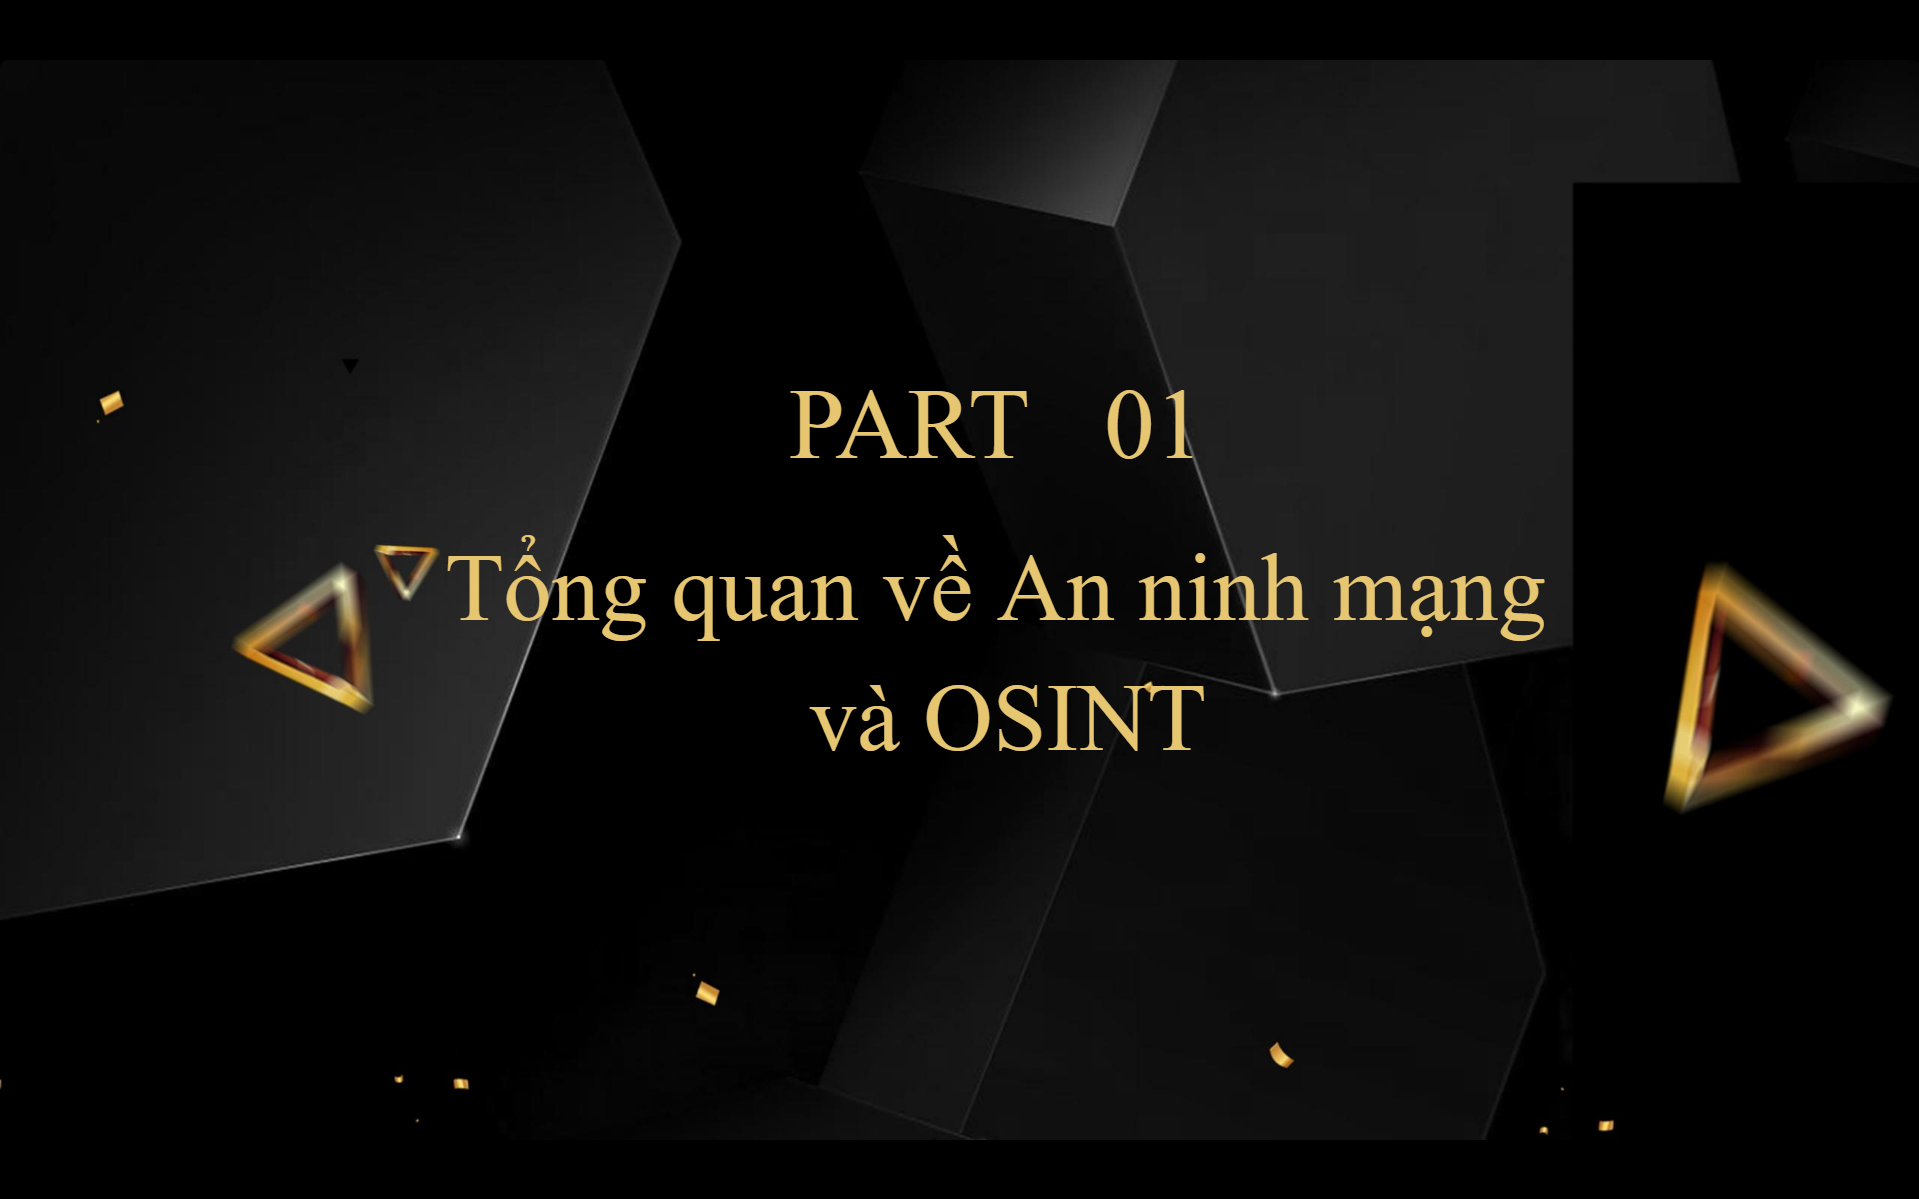 PART 01
Tổng quan về An ninh mạng
và OSINT